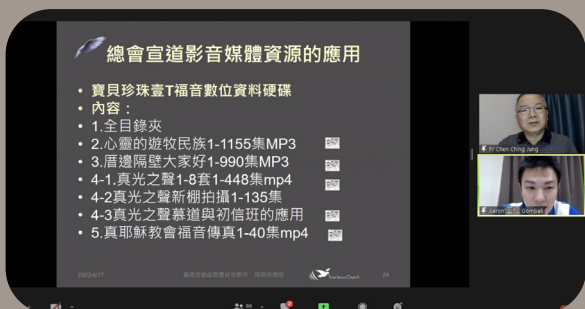 總會宣道影音媒體資源的應用
• 寶貝珍珠壹T福音數位資料硬碟
• 內容：
• 1.全目錄夾
• 2.心靈的遊牧民族1-1155集MP3
• 3.厝邊隔壁大家好1-990集MP3
• 4-1.真光之聲1-8套1-448集mp4
• 4-2真光之聲新棚拍攝1-135集
• 4-3真光之聲慕道與初信班的應用
• 5.真耶穌教會福音傳真1-40集mp4
2022/4/17
24
Chen Ching Jung
Aaron
Gombak
86